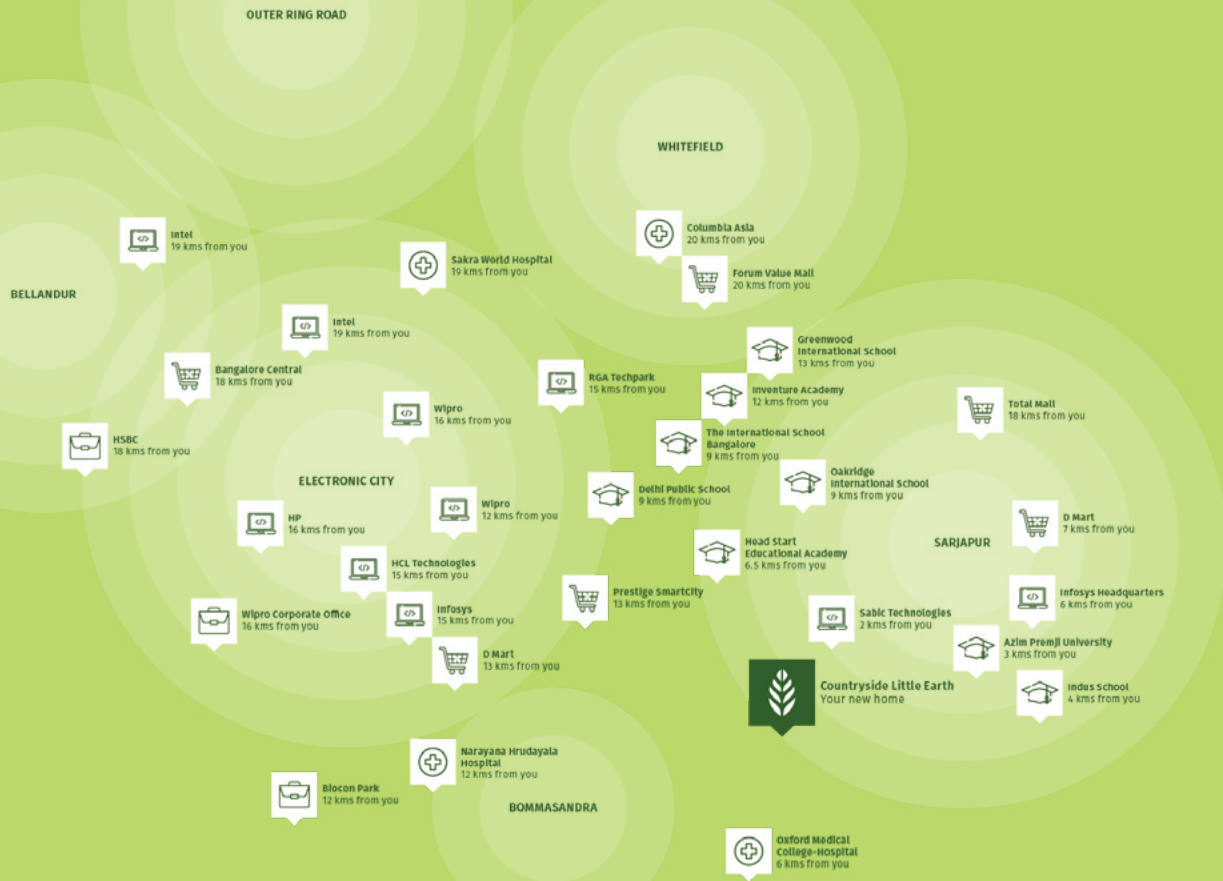 OUTER RING ROAD
WHITEFIELD
Columbia Asia
20 kms from you
Intel
19 kms from you
Sakra World Hospital
19 kms from you
Forum Value Mall
20 kms from you
BELLANDUR
Intel
19 kms from you
Greenwood
International School
13 kms from you
Bangalore Central
18 kms from you
RGA Techpark
15 kms from you
Inventure Academy
12 kms from you
Total Mall
18 kms from you
Wipro
16 kms from you
HSBC
18 kms from you
The International School
Bangalore
9 kms from you
ELECTRONIC CITY
Oakridge
International School
9 kms from you
Delhi Public School
9 kms from you
Wipro
12 kms from you
HP
16 kms from you
D Mart
7 kms from you
SARJAPUR
Head Start
Educational Academy
6.5 kms from you
HCL Technologies
15 kms from you
Prestige SmartCity
13 kms from you
Infosys Headquarters
6 kms from you
Wipro Corporate Office
16 kms from you
Infosys
15 kms from you
Sabic Technologies
2 kms from you
Azim Premji University
3 kms from you
D Mart
13 kms from you
Countryside Little Earth
Your new home
Indus School
4 kms from you
Narayana Hrudayala
Hospital
12 kms from you
Biocon Park
12 kms from you
BOMMASANDRA
Oxford Medical
College-Hospital
6 kms from you